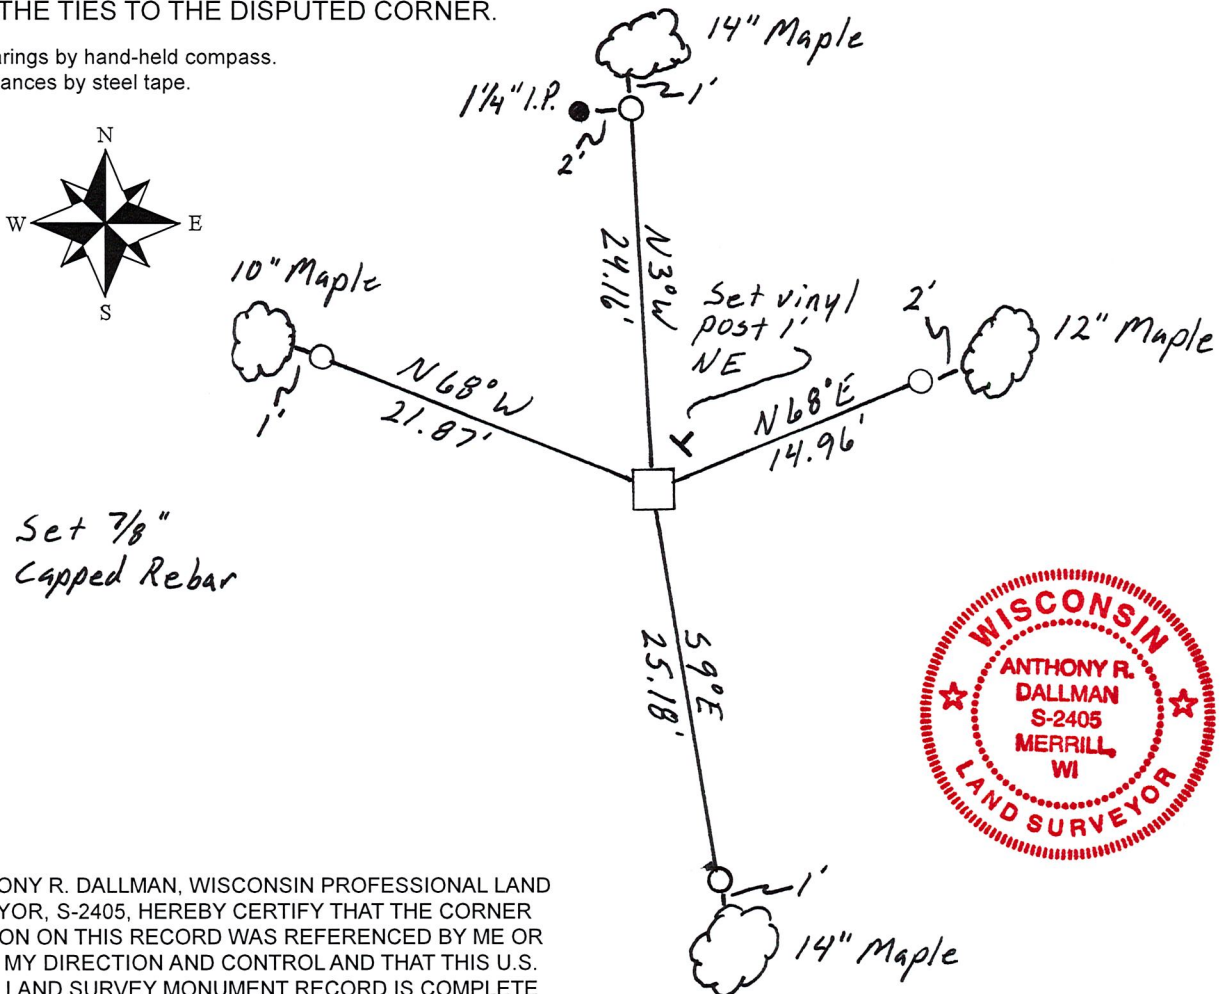 THE TIES TO THE DISPUTED CORNER.
arings by hand-held compass.
ances by steel tape.
N
W
E
S
14" Maple
1'
1 1/4" I.P.
2'
N3°W
24.16'
10" Maple
1'
N68°W
21.87'
Set vinyl
post 1'
NE
2'
12" Maple
N68°E
14.96'
Set 7/8"
Capped Rebar
S9°E
25.18'
1'
14" Maple
WISCONSIN
ANTHONY R.
DALLMAN
S-2405
MERRILL,
WI
LAND SURVEYOR
ONY R. DALLMAN, WISCONSIN PROFESSIONAL LAND
YOR, S-2405, HEREBY CERTIFY THAT THE CORNER
ON ON THIS RECORD WAS REFERENCED BY ME OR
MY DIRECTION AND CONTROL AND THAT THIS U.S.
LAND SURVEY MONUMENT RECORD IS COMPLETE